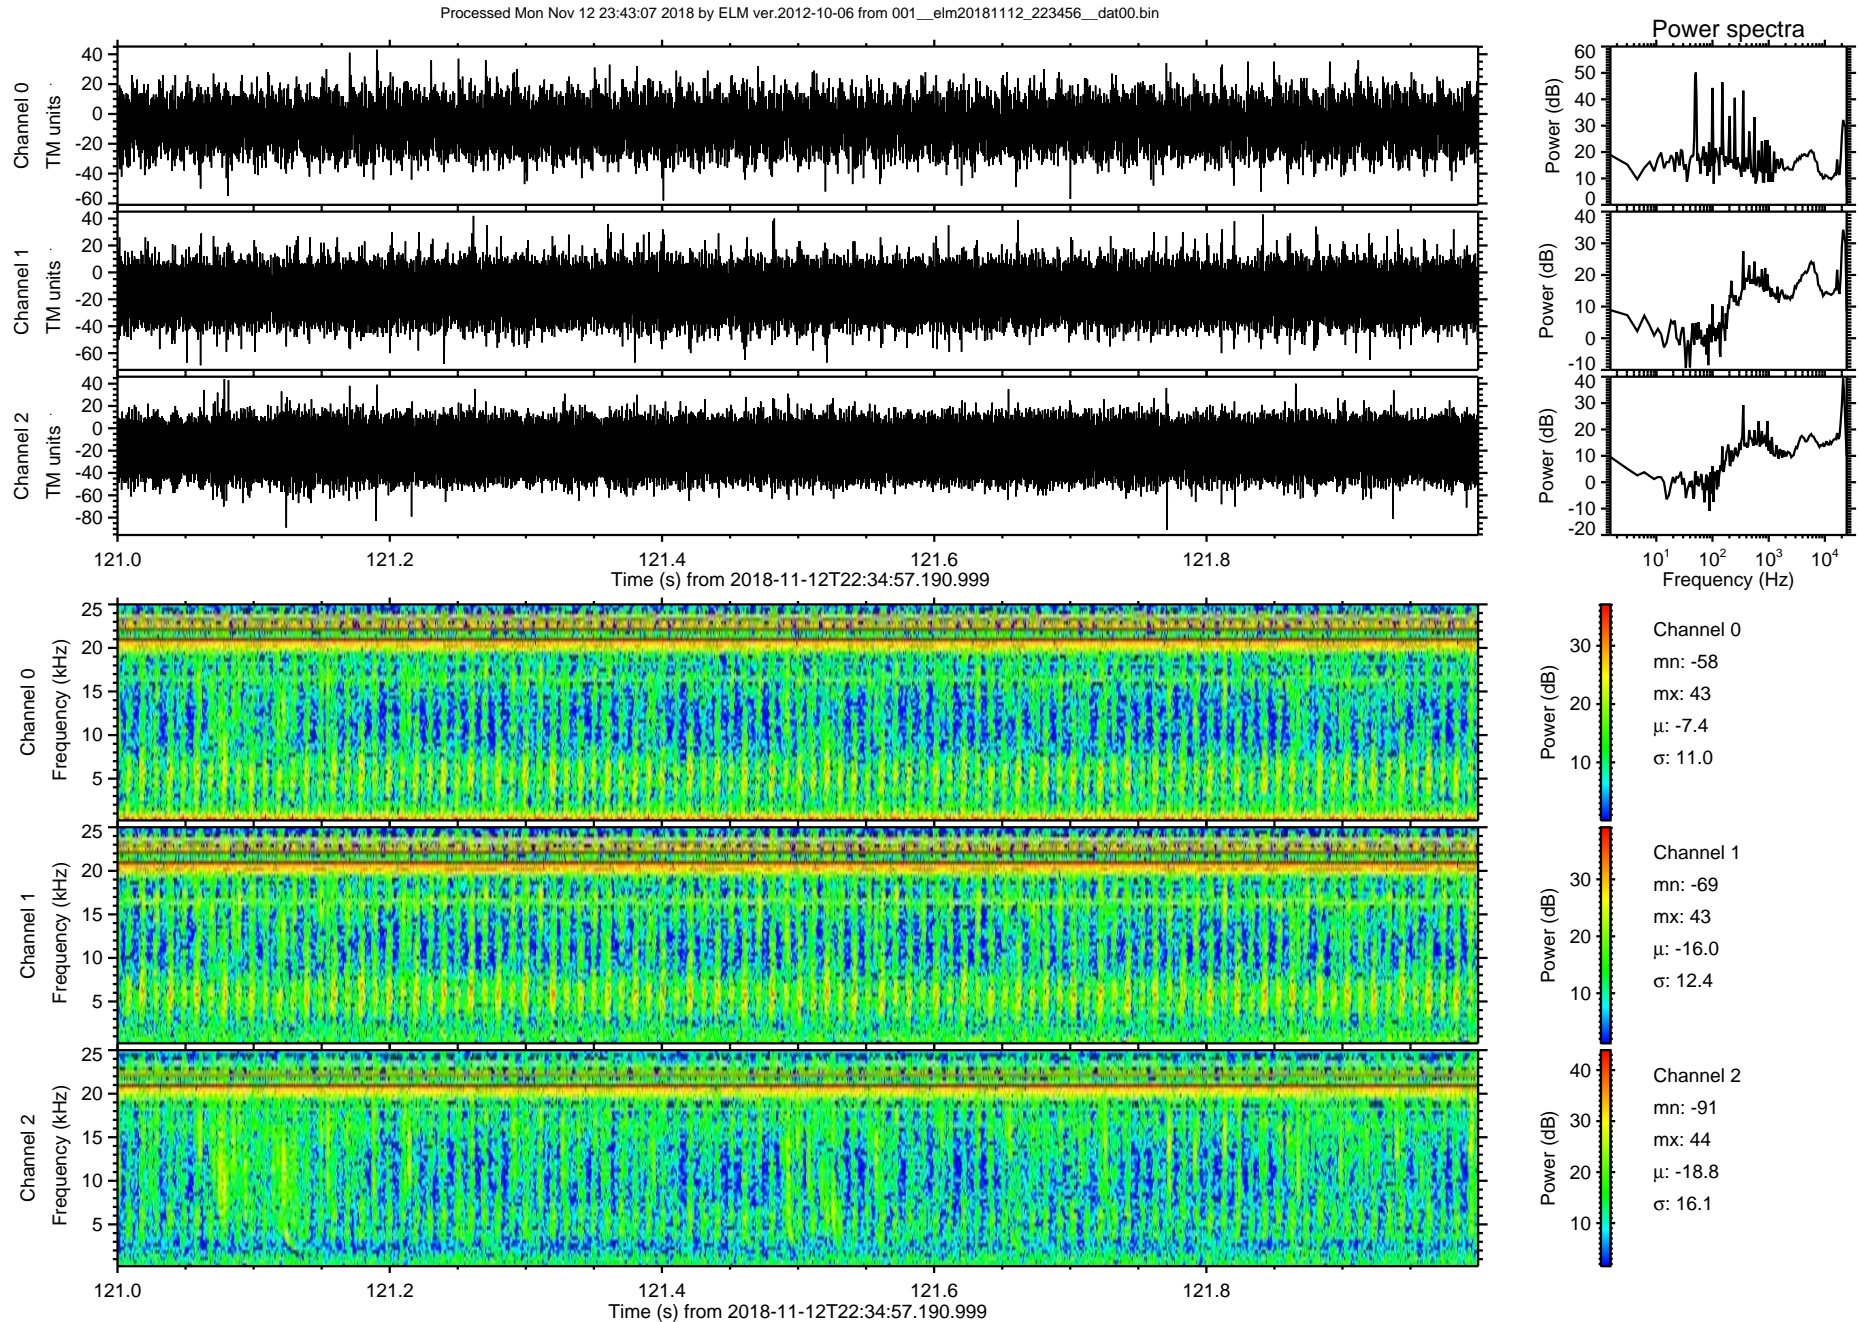 Processed Mon Nov 12 23:43:07 2018 by ELM ver.2012-10-06 from 001__elm20181112_223456__dat00.bin
Power spectra
Channel 0
TM units
40
20
0
-20
-40
-60
Power (dB)
60
50
40
30
20
10
0
Channel 1
TM units
40
20
0
-20
-40
-60
Power (dB)
40
30
20
10
0
-10
Channel 2
TM units
40
20
0
-20
-40
-60
-80
Power (dB)
40
30
20
10
0
-10
-20
121.0 121.2 121.4 121.6 121.8
Time (s) from 2018-11-12T22:34:57.190.999
10^1 10^2 10^3 10^4
Frequency (Hz)
Channel 0
Frequency (kHz)
25
20
15
10
5
Power (dB)
30
20
10
Channel 0
mn: -58
mx: 43
μ: -7.4
σ: 11.0
Channel 1
Frequency (kHz)
25
20
15
10
5
Power (dB)
30
20
10
Channel 1
mn: -69
mx: 43
μ: -16.0
σ: 12.4
Channel 2
Frequency (kHz)
25
20
15
10
5
Power (dB)
40
30
20
10
Channel 2
mn: -91
mx: 44
μ: -18.8
σ: 16.1
121.0 121.2 121.4 121.6 121.8
Time (s) from 2018-11-12T22:34:57.190.999